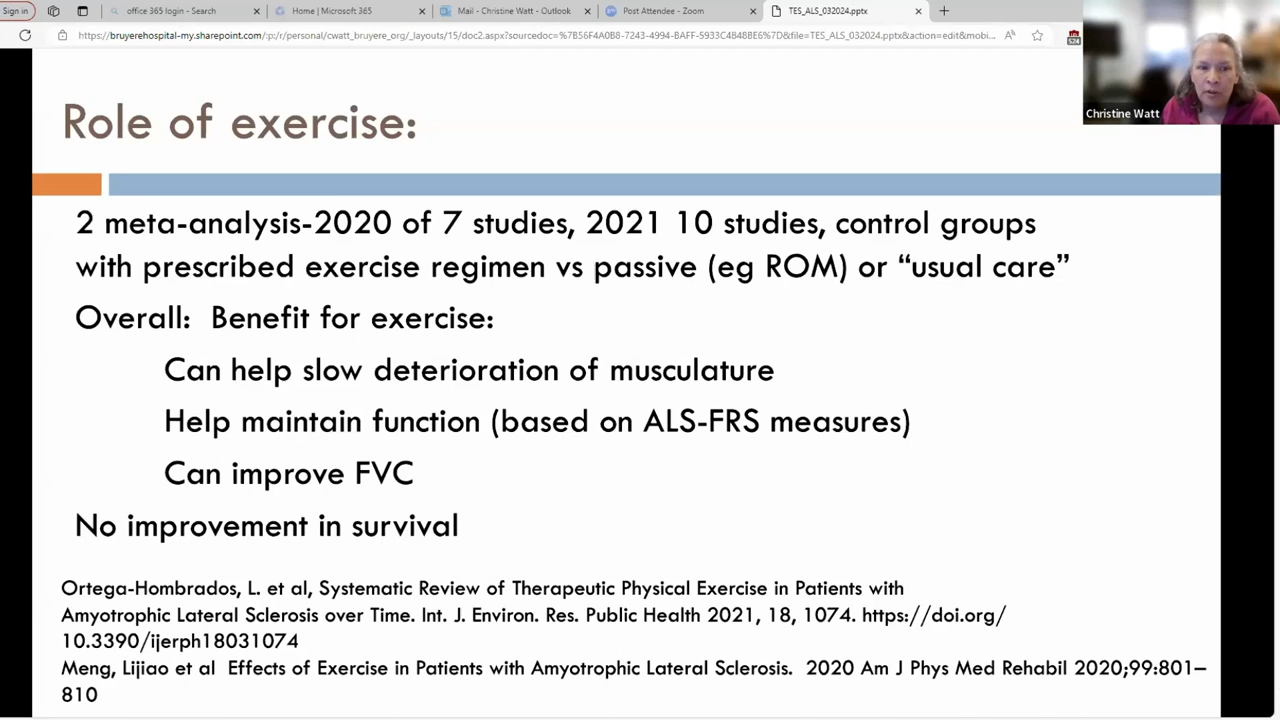 Sign in
office 365 login - Search
Home | Microsoft 365
Mail - Christine Watt - Outlook
Post Attendee - Zoom
TES_ALS_032024.pptx
https://bruyerehospital-my.sharepoint.com/:p:/r/personal/cwatt_bruyere_org/_layouts/15/doc2.aspx?sourcedoc=%7B56F4A0B8-7243-4994-BAFF-5933C4B48BE6%7D&file=TES_ALS_032024.pptx&action=edit&mobi...
Christine Watt
Role of exercise:
2 meta-analysis-2020 of 7 studies, 2021 10 studies, control groups
with prescribed exercise regimen vs passive (eg ROM) or “usual care”
Overall: Benefit for exercise:
Can help slow deterioration of musculature
Help maintain function (based on ALS-FRS measures)
Can improve FVC
No improvement in survival
Ortega-Hombrados, L. et al, Systematic Review of Therapeutic Physical Exercise in Patients with
Amyotrophic Lateral Sclerosis over Time. Int. J. Environ. Res. Public Health 2021, 18, 1074. https://doi.org/
10.3390/ijerph18031074
Meng, Lijiao et al Effects of Exercise in Patients with Amyotrophic Lateral Sclerosis. 2020 Am J Phys Med Rehabil 2020;99:801–
810